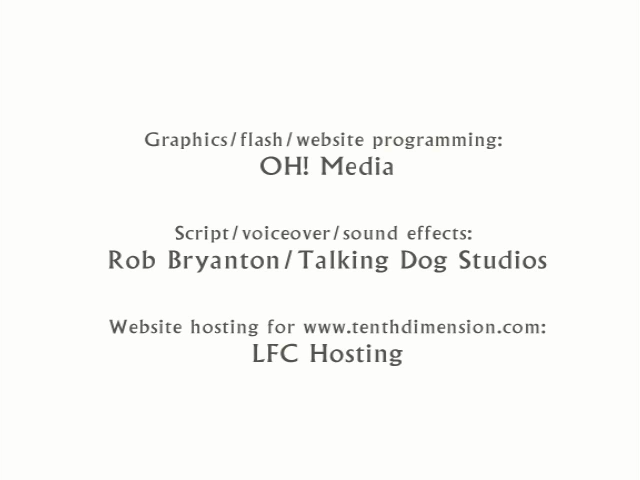 Graphics/flash/website programming:
OH! Media
Script/voiceover/sound effects:
Rob Bryanton/Talking Dog Studios
Website hosting for www.tenthdimension.com:
LFC Hosting